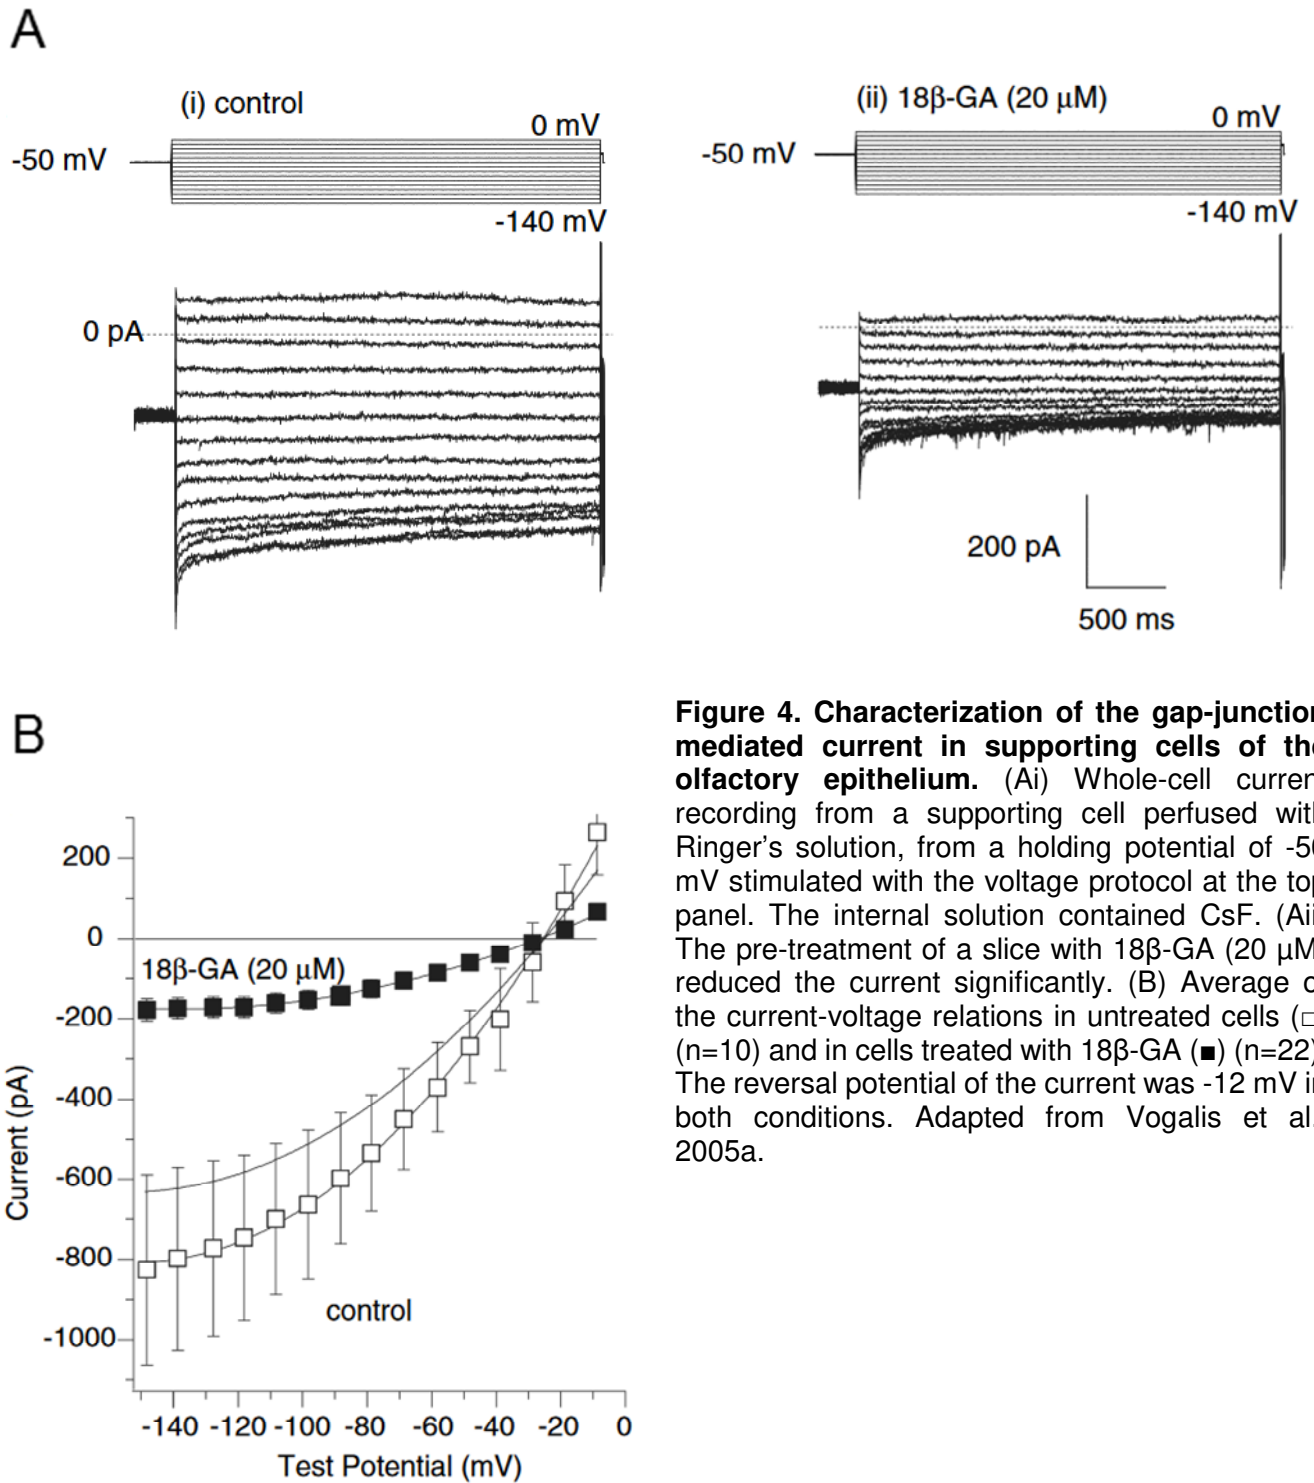 A
(i) control
0 mV
-50 mV
-140 mV
0 pA
(ii) 18β-GA (20 µM)
0 mV
-50 mV
-140 mV
200 pA
500 ms
B
200
0
18β-GA (20 µM)
-200
-400
-600
-800
control
-1000
Current (pA)
-140 -120 -100 -80 -60 -40 -20 0
Test Potential (mV)
Figure 4. Characterization of the gap-junction
mediated current in supporting cells of the
olfactory epithelium. (Ai) Whole-cell current
recording from a supporting cell perfused with
Ringer's solution, from a holding potential of -50
mV stimulated with the voltage protocol at the top
panel. The internal solution contained CsF. (Aii
The pre-treatment of a slice with 18β-GA (20 µM
reduced the current significantly. (B) Average of
the current-voltage relations in untreated cells (□
(n=10) and in cells treated with 18β-GA (■) (n=22)
The reversal potential of the current was -12 mV in
both conditions. Adapted from Vogalis et al.
2005a.